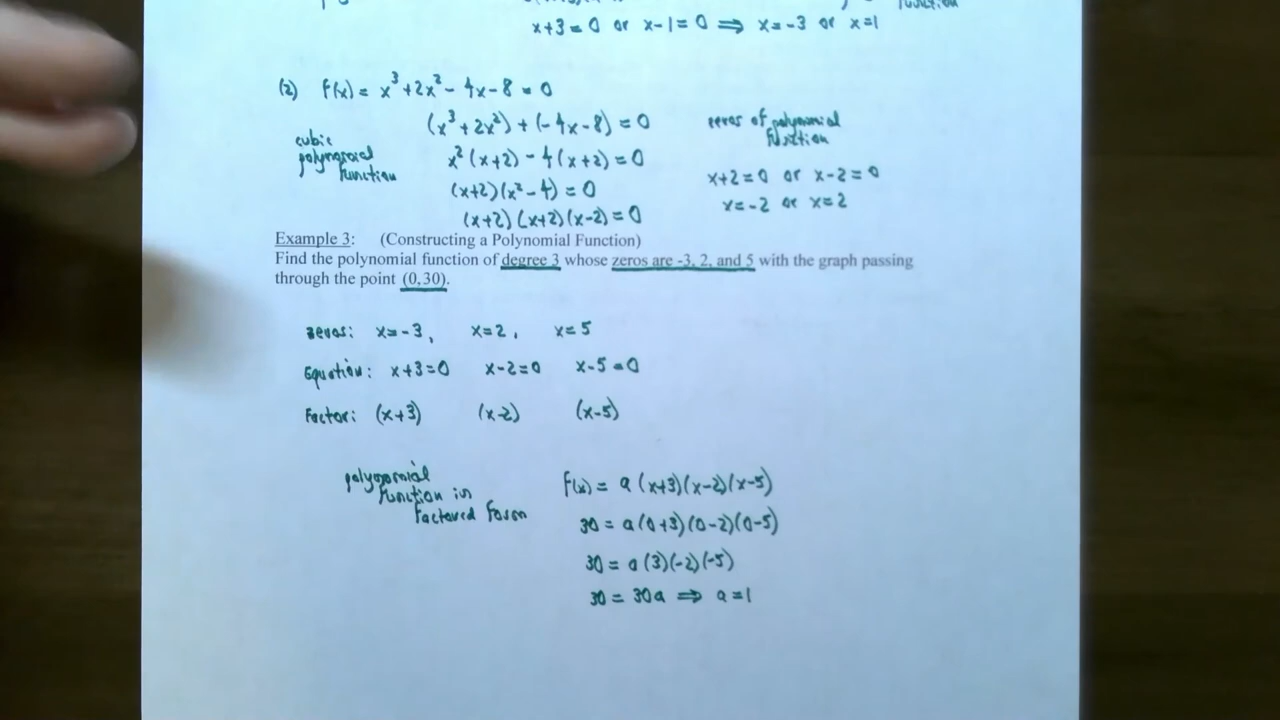 function
x+3=0 or x-1=0 ⟹ x=-3 or x=1
(2) f(x) = x³+2x²-4x-8=0
(x³+2x²)+(-4x-8)=0
x²(x+2)-4(x+2)=0
(x+2)(x²-4)=0
(x+2)(x+2)(x-2)=0
cubic
polynomial
function
zeros of polynomial
function
x+2=0 or x-2=0
x=-2 or x=2
Example 3: (Constructing a Polynomial Function)
Find the polynomial function of degree 3 whose zeros are -3, 2, and 5 with the graph passing
through the point (0,30).
zeros: x=-3, x=2, x=5
Equation: x+3=0 x-2=0 x-5=0
Factor: (x+3) (x-2) (x-5)
polynomial
function in
factored form
f(x)= a(x+3)(x-2)(x-5)
30 = a(0+3)(0-2)(0-5)
30 = a(3)(-2)(-5)
30 = 30a ⟹ a=1